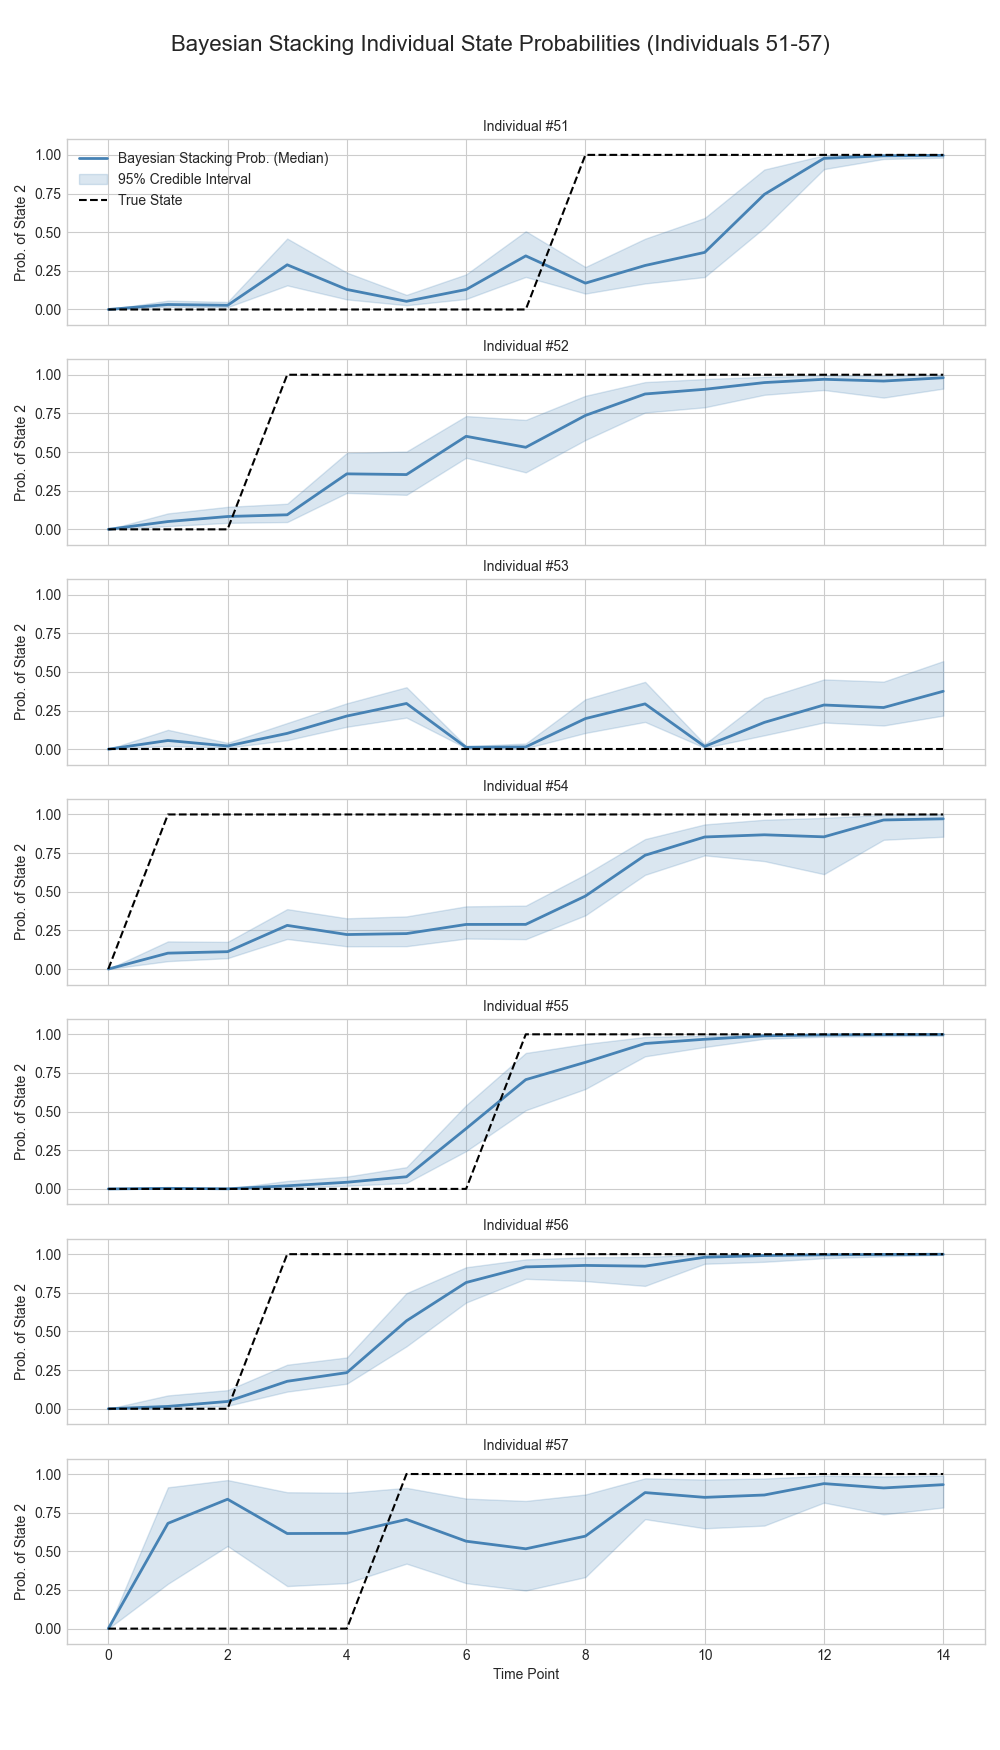 Bayesian Stacking Individual State Probabilities (Individuals 51-57)
Individual #51
Bayesian Stacking Prob. (Median)
95% Credible Interval
True State
Prob. of State 2
1.00
0.75
0.50
0.25
0.00
Individual #52
Prob. of State 2
1.00
0.75
0.50
0.25
0.00
Individual #53
Prob. of State 2
1.00
0.75
0.50
0.25
0.00
Individual #54
Prob. of State 2
1.00
0.75
0.50
0.25
0.00
Individual #55
Prob. of State 2
1.00
0.75
0.50
0.25
0.00
Individual #56
Prob. of State 2
1.00
0.75
0.50
0.25
0.00
Individual #57
Prob. of State 2
1.00
0.75
0.50
0.25
0.00
0 2 4 6 8 10 12 14
Time Point